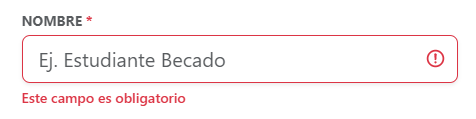 NOMBRE *
Ej. Estudiante Becado
Este campo es obligatorio